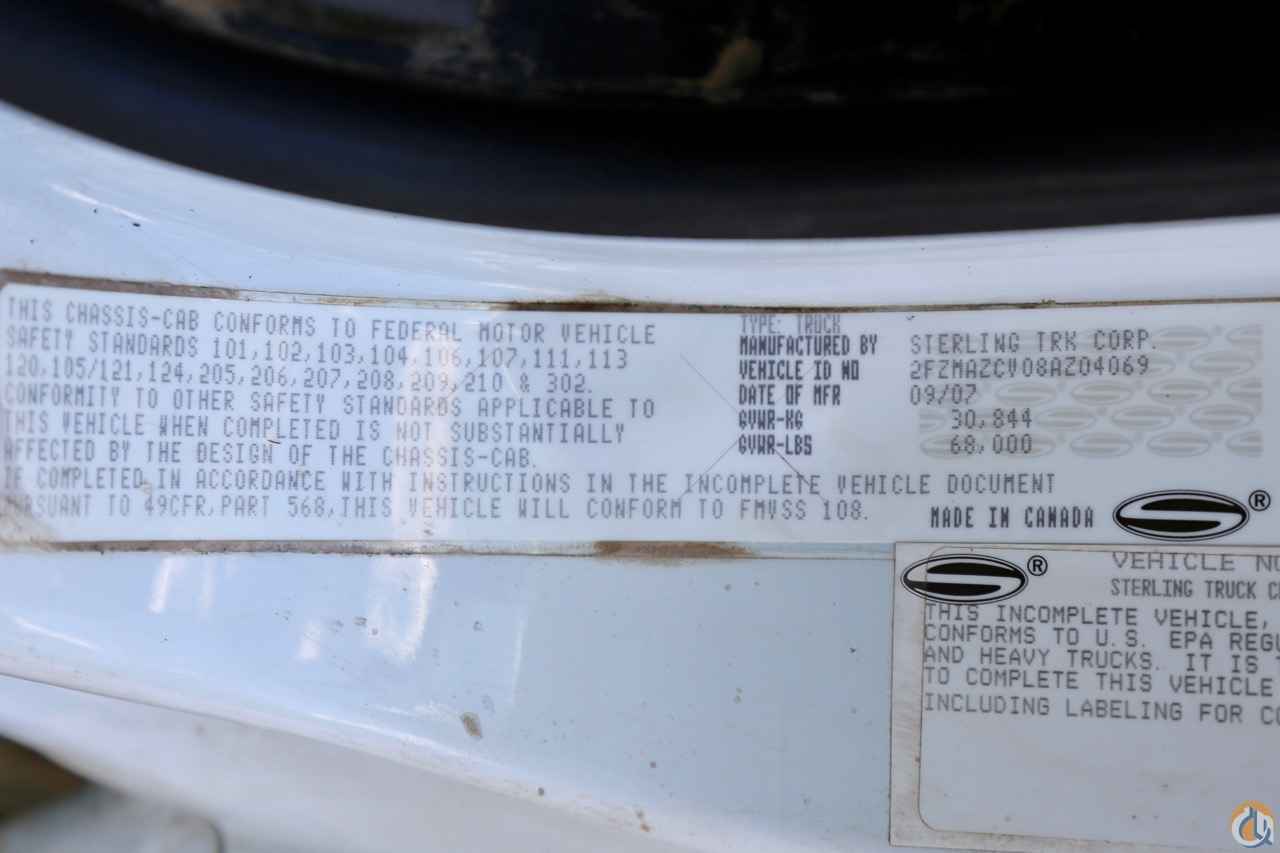 THIS CHASSIS-CAB CONFORMS TO FEDERAL MOTOR VEHICLE
SAFETY STANDARDS 101,102,103,104,106,107,111,113
120,105/121,124,205,206,207,208,209,210 & 302.
CONFORMITY TO OTHER SAFETY STANDARDS APPLICABLE TO
THIS VEHICLE WHEN COMPLETED IS NOT SUBSTANTIALLY
AFFECTED BY THE DESIGN OF THE CHASSIS-CAB.
IF COMPLETED IN ACCORDANCE WITH INSTRUCTIONS IN THE INCOMPLETE VEHICLE DOCUMENT
PURSUANT TO 49CFR,PART 568,THIS VEHICLE WILL CONFORM TO FMVSS 108.
TYPE: TRUCK
MANUFACTURED BY STERLING TRK CORP.
VEHICLE ID NO 2FZMAZCV08AZ04069
DATE OF MFR 09/07
GVWR-KG 30,844
GVWR-LBS 68,000
MADE IN CANADA ®
® VEHICLE NO
STERLING TRUCK C
THIS INCOMPLETE VEHICLE,
CONFORMS TO U.S. EPA REGU
AND HEAVY TRUCKS. IT IS
TO COMPLETE THIS VEHICLE
INCLUDING LABELING FOR CO